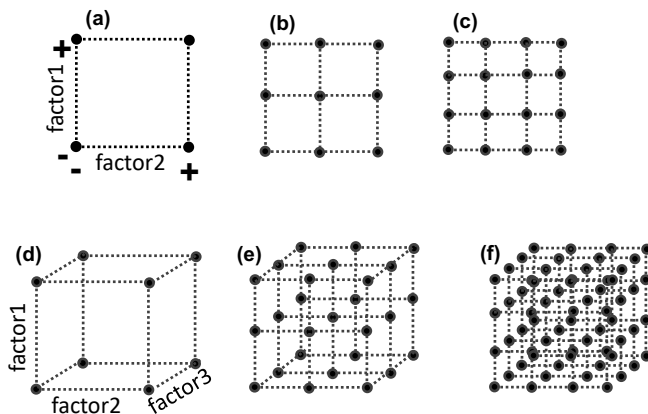 (a)
+
factor1
-
-
factor2
+
(b)
(c)
(d)
factor1
factor2
factor3
(e)
(f)